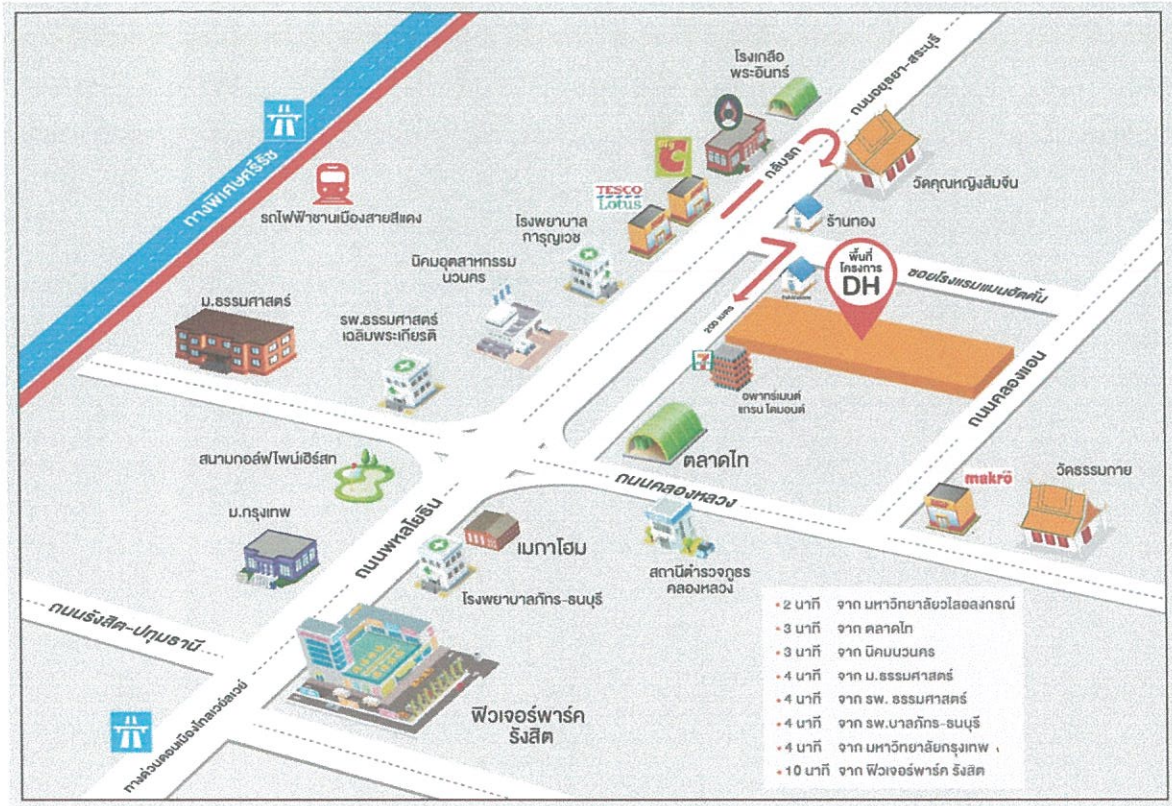 โรงเกลือ
พระอินทร์
ถนนอยุธยา-สระบุรี
กลับรถ
วัดคุณหญิงส้มจีน
ทางพิเศษศรีรัช
รถไฟฟ้าชานเมืองสายสีแดง
TESCO
Lotus
C
ร้านทอง
โรงพยาบาล
การุญเวช
พื้นที่
โครงการ
DH
ซอยโรงแรมแมนฮัตตัน
นิคมอุตสาหกรรม
นวนคร
ม.ธรรมศาสตร์
รพ.ธรรมศาสตร์
เฉลิมพระเกียรติ
200 เมตร
7
อพาทร์เมนต์
แกรน ไดมอนด์
ถนนคลองแอน
ตลาดไท
สนามกอล์ฟไพน์เฮิร์สท
ถนนคลองหลวง
makro
วัดธรรมกาย
ม.กรุงเทพ
ถนนพหลโยธิน
เมกาโฮม
สถานีตำรวจภูธร
คลองหลวง
โรงพยาบาลภัทร-ธนบุรี
ถนนรังสิต-ปทุมธานี
ฟิวเจอร์พาร์ค
รังสิต
ทางด่วนดอนเมืองโทลเวย์
• 2 นาที จาก มหาวิทยาลัยวไลอลงกรณ์
• 3 นาที จาก ตลาดไท
• 3 นาที จาก นิคมนวนคร
• 4 นาที จาก ม.ธรรมศาสตร์
• 4 นาที จาก รพ. ธรรมศาสตร์
• 4 นาที จาก รพ.บาลภัทร-ธนบุรี
• 4 นาที จาก มหาวิทยาลัยกรุงเทพ
• 10 นาที จาก ฟิวเจอร์พาร์ค รังสิต